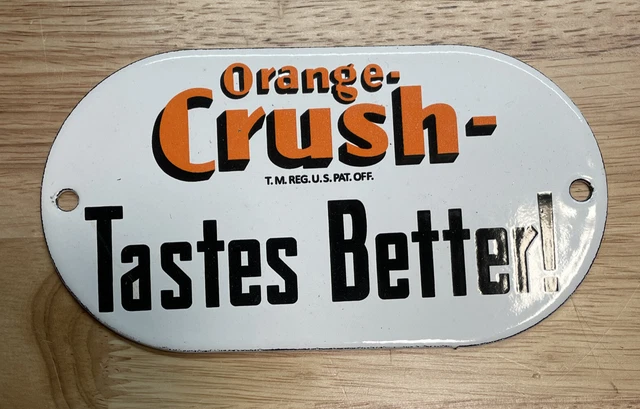 Orange-
Crush-
T.M. REG. U.S. PAT. OFF.
Tastes Better!